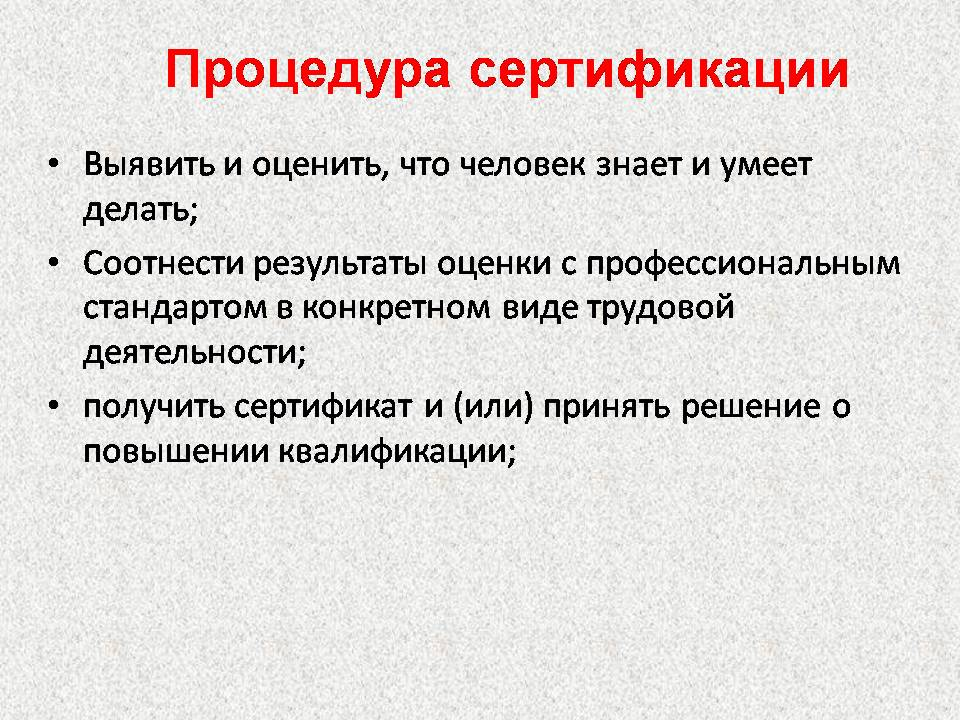 Процедура сертификации
• Выявить и оценить, что человек знает и умеет
делать;
• Соотнести результаты оценки с профессиональным
стандартом в конкретном виде трудовой
деятельности;
• получить сертификат и (или) принять решение о
повышении квалификации;